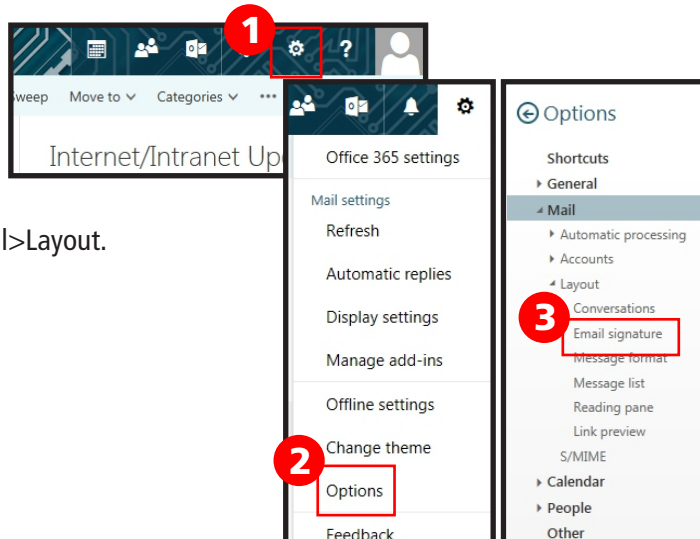 1
?
weep Move to Categories ...
Internet/Intranet Up
l>Layout.
Office 365 settings
Mail settings
Refresh
Automatic replies
Display settings
Manage add-ins
Offline settings
Change theme
2
Options
Feedback
Options
Shortcuts
General
Mail
Automatic processing
Accounts
Layout
Conversations
3
Email signature
Message format
Message list
Reading pane
Link preview
S/MIME
Calendar
People
Other